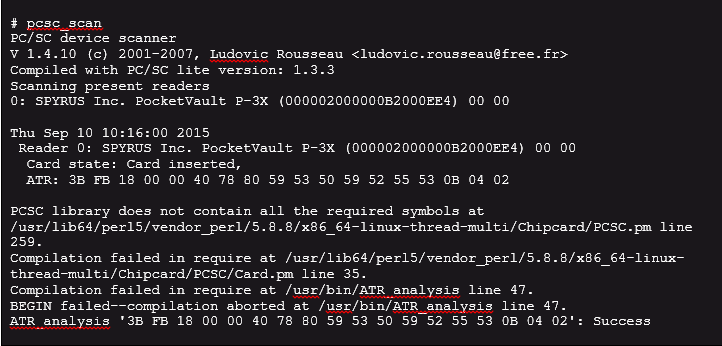 # pcsc_scan
PC/SC device scanner
V 1.4.10 (c) 2001-2007, Ludovic Rousseau <ludovic.rousseau@free.fr>
Compiled with PC/SC lite version: 1.3.3
Scanning present readers
0: SPYRUS Inc. PocketVault P-3X (000002000000B2000EE4) 00 00

Thu Sep 10 10:16:00 2015
 Reader 0: SPYRUS Inc. PocketVault P-3X (000002000000B2000EE4) 00 00
  Card state: Card inserted,
  ATR: 3B FB 18 00 00 40 78 80 59 53 50 59 52 55 53 0B 04 02

PCSC library does not contain all the required symbols at
/usr/lib64/perl5/vendor_perl/5.8.8/x86_64-linux-thread-multi/Chipcard/PCSC.pm line
259.
Compilation failed in require at /usr/lib64/perl5/vendor_perl/5.8.8/x86_64-linux-
thread-multi/Chipcard/PCSC/Card.pm line 35.
Compilation failed in require at /usr/bin/ATR_analysis line 47.
BEGIN failed--compilation aborted at /usr/bin/ATR_analysis line 47.
ATR_analysis '3B FB 18 00 00 40 78 80 59 53 50 59 52 55 53 0B 04 02': Success